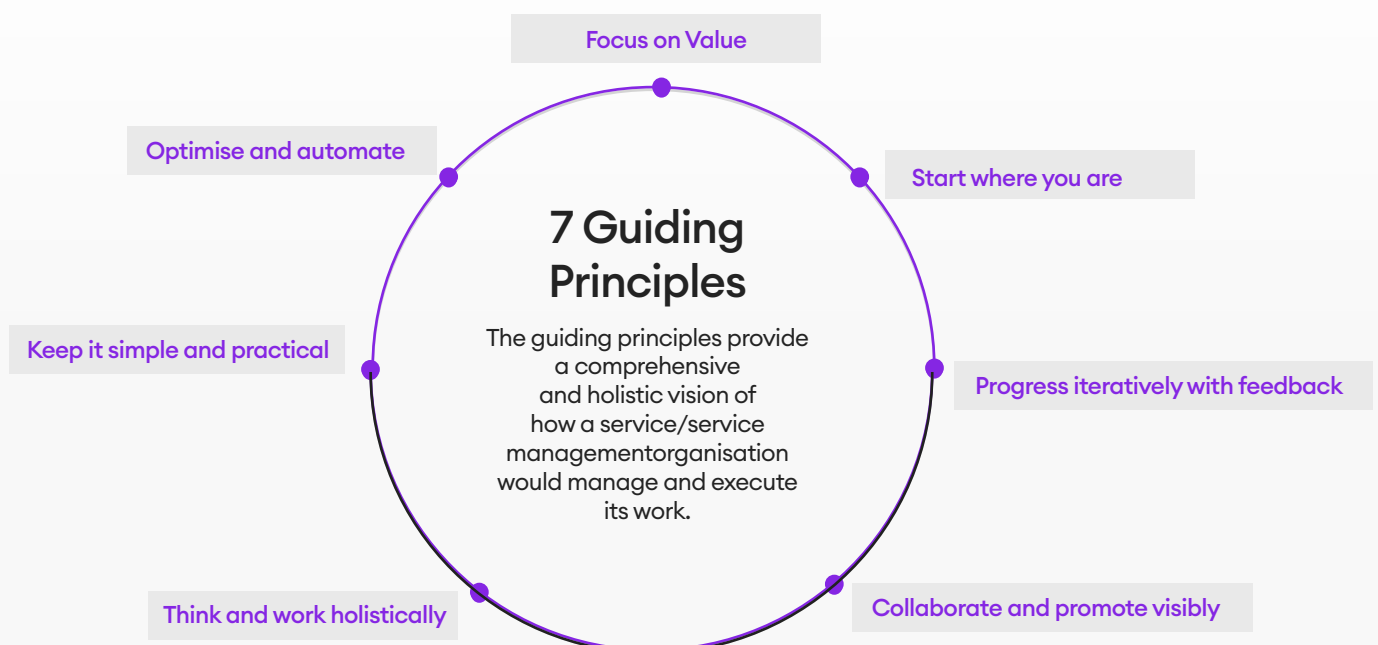 Focus on Value
Optimise and automate
Start where you are
7 Guiding
Principles
The guiding principles provide
a comprehensive
and holistic vision of
how a service/service
managementorganisation
would manage and execute
its work.
Keep it simple and practical
Progress iteratively with feedback
Think and work holistically
Collaborate and promote visibly